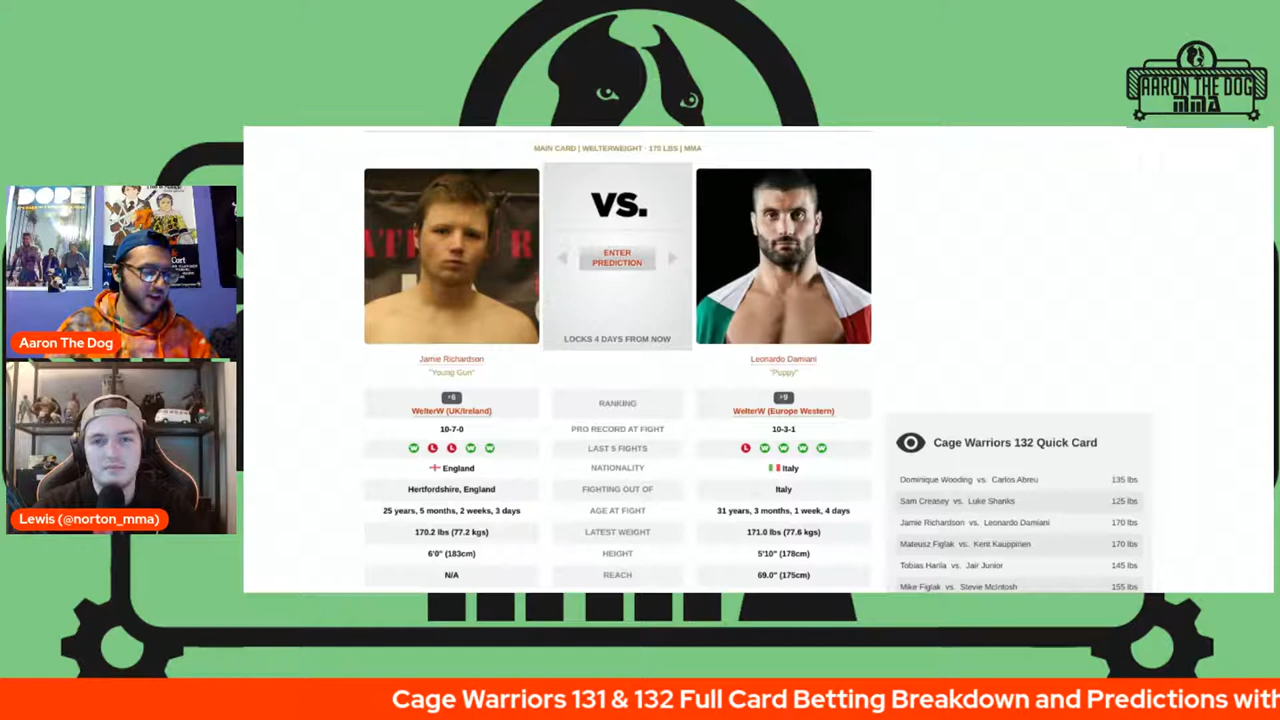 AARON THE DOG
MMA
DOPE
MAIN CARD | WELTERWEIGHT · 170 LBS | MMA
VS.
ENTER
PREDICTION
LOCKS 4 DAYS FROM NOW
Jamie Richardson
"Young Gun"
Leonardo Damiani
"Puppy"
WelterW (UK/Ireland) RANKING WelterW (Europe Western)
10-7-0 PRO RECORD AT FIGHT 10-3-1
W L L W W LAST 5 FIGHTS L W W W W
England NATIONALITY Italy
Hertfordshire, England FIGHTING OUT OF Italy
25 years, 5 months, 2 weeks, 3 days AGE AT FIGHT 31 years, 3 months, 1 week, 4 days
170.2 lbs (77.2 kgs) LATEST WEIGHT 171.0 lbs (77.6 kgs)
6'0" (183cm) HEIGHT 5'10" (178cm)
N/A REACH 69.0" (175cm)
Cage Warriors 132 Quick Card
Dominique Wooding vs. Carlos Abreu 135 lbs
Sam Creasey vs. Luke Shanks 125 lbs
Jamie Richardson vs. Leonardo Damiani 170 lbs
Mateusz Figlak vs. Kent Kauppinen 170 lbs
Tobias Harila vs. Jair Junior 145 lbs
Mike Figlak vs. Stevie McIntosh 155 lbs
Aaron The Dog
Lewis (@norton_mma)
Cage Warriors 131 & 132 Full Card Betting Breakdown and Predictions with